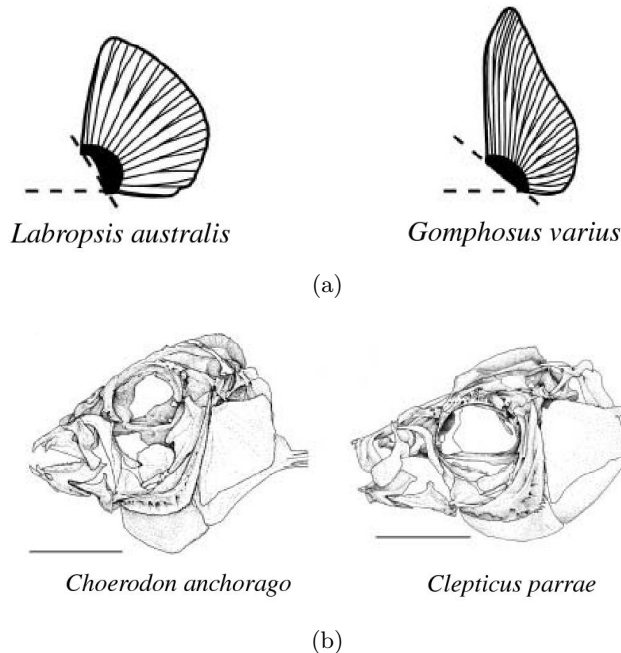 Labropsis australis
Gomphosus varius
(a)
Choerodon anchorago
Clepticus parrae
(b)